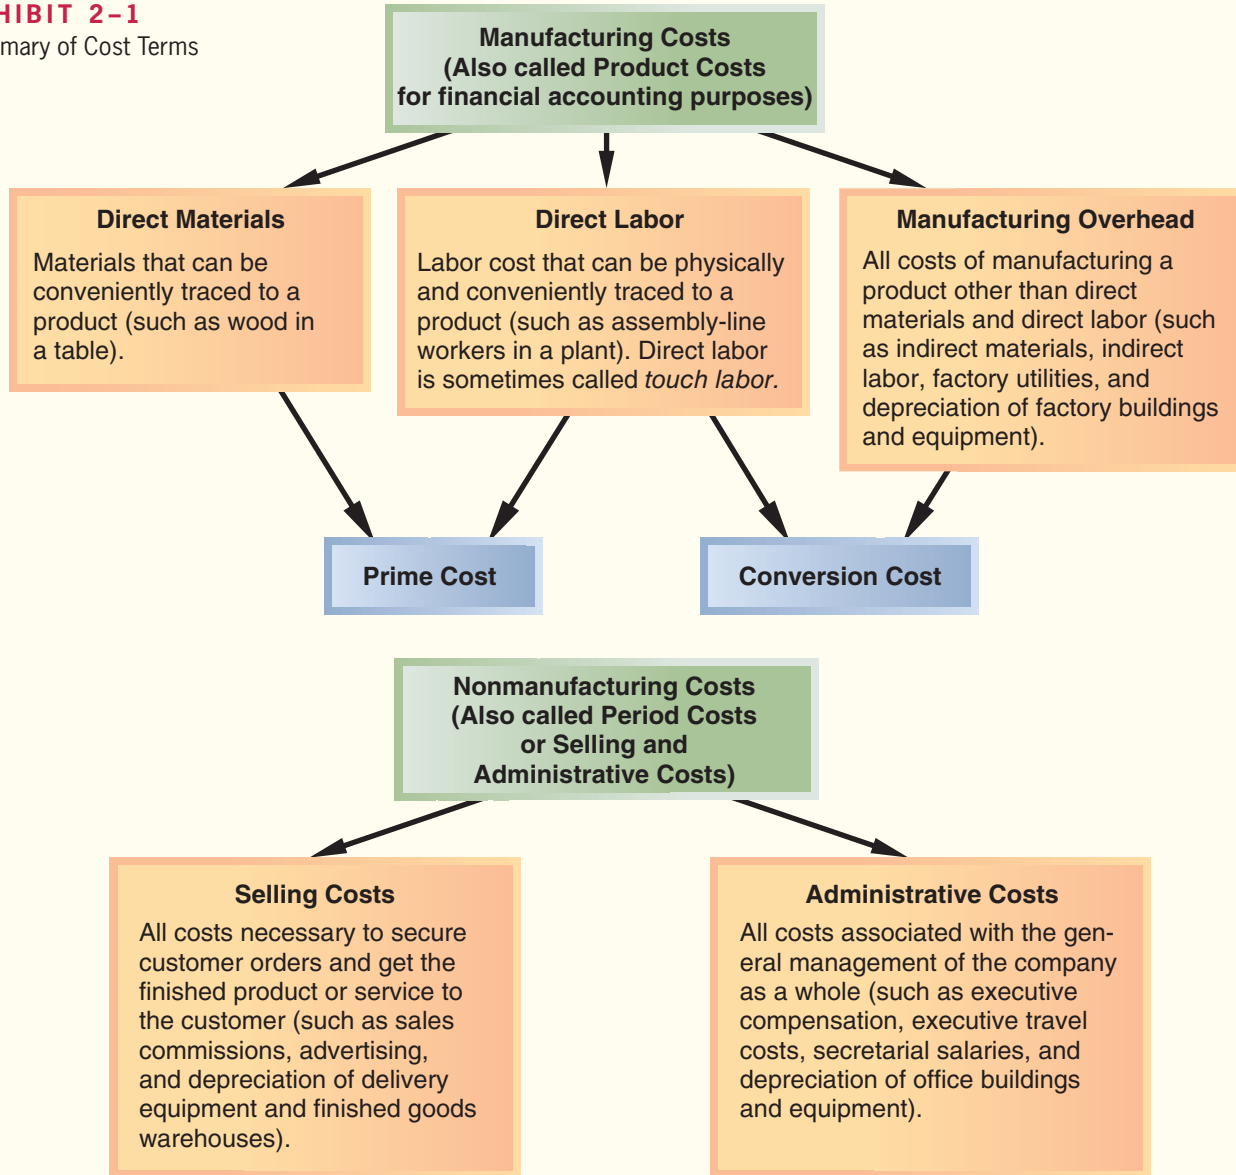 HIBIT 2–1
mary of Cost Terms
Manufacturing Costs
(Also called Product Costs
for financial accounting purposes)
Direct Materials
Materials that can be
conveniently traced to a
product (such as wood in
a table).
Direct Labor
Labor cost that can be physically
and conveniently traced to a
product (such as assembly-line
workers in a plant). Direct labor
is sometimes called touch labor.
Manufacturing Overhead
All costs of manufacturing a
product other than direct
materials and direct labor (such
as indirect materials, indirect
labor, factory utilities, and
depreciation of factory buildings
and equipment).
Prime Cost
Conversion Cost
Nonmanufacturing Costs
(Also called Period Costs
or Selling and
Administrative Costs)
Selling Costs
All costs necessary to secure
customer orders and get the
finished product or service to
the customer (such as sales
commissions, advertising,
and depreciation of delivery
equipment and finished goods
warehouses).
Administrative Costs
All costs associated with the gen-
eral management of the company
as a whole (such as executive
compensation, executive travel
costs, secretarial salaries, and
depreciation of office buildings
and equipment).